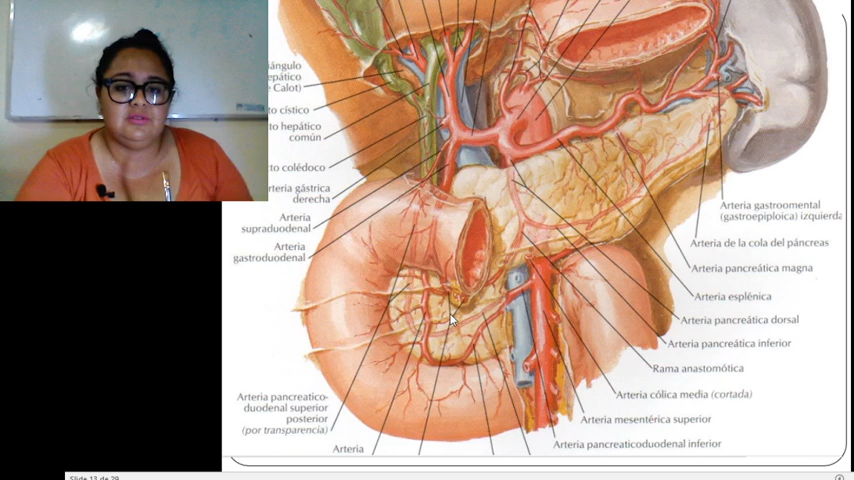 iángulo
epático
Calot)
to cístico
to hepático
común
cto colédoco
rteria gástrica
derecha
Arteria
supraduodenal
Arteria
gastroduodenal
Arteria pancreatico-
duodenal superior
posterior
(por transparencia)
Arteria
Arteria gastroomental
(gastroepiploica) izquierda
Arteria de la cola del páncreas
Arteria pancreática magna
Arteria esplénica
Arteria pancreática dorsal
Arteria pancreática inferior
Rama anastomótica
Arteria cólica media (cortada)
Arteria mesentérica superior
Arteria pancreaticoduodenal inferior
Slide 13 de 29